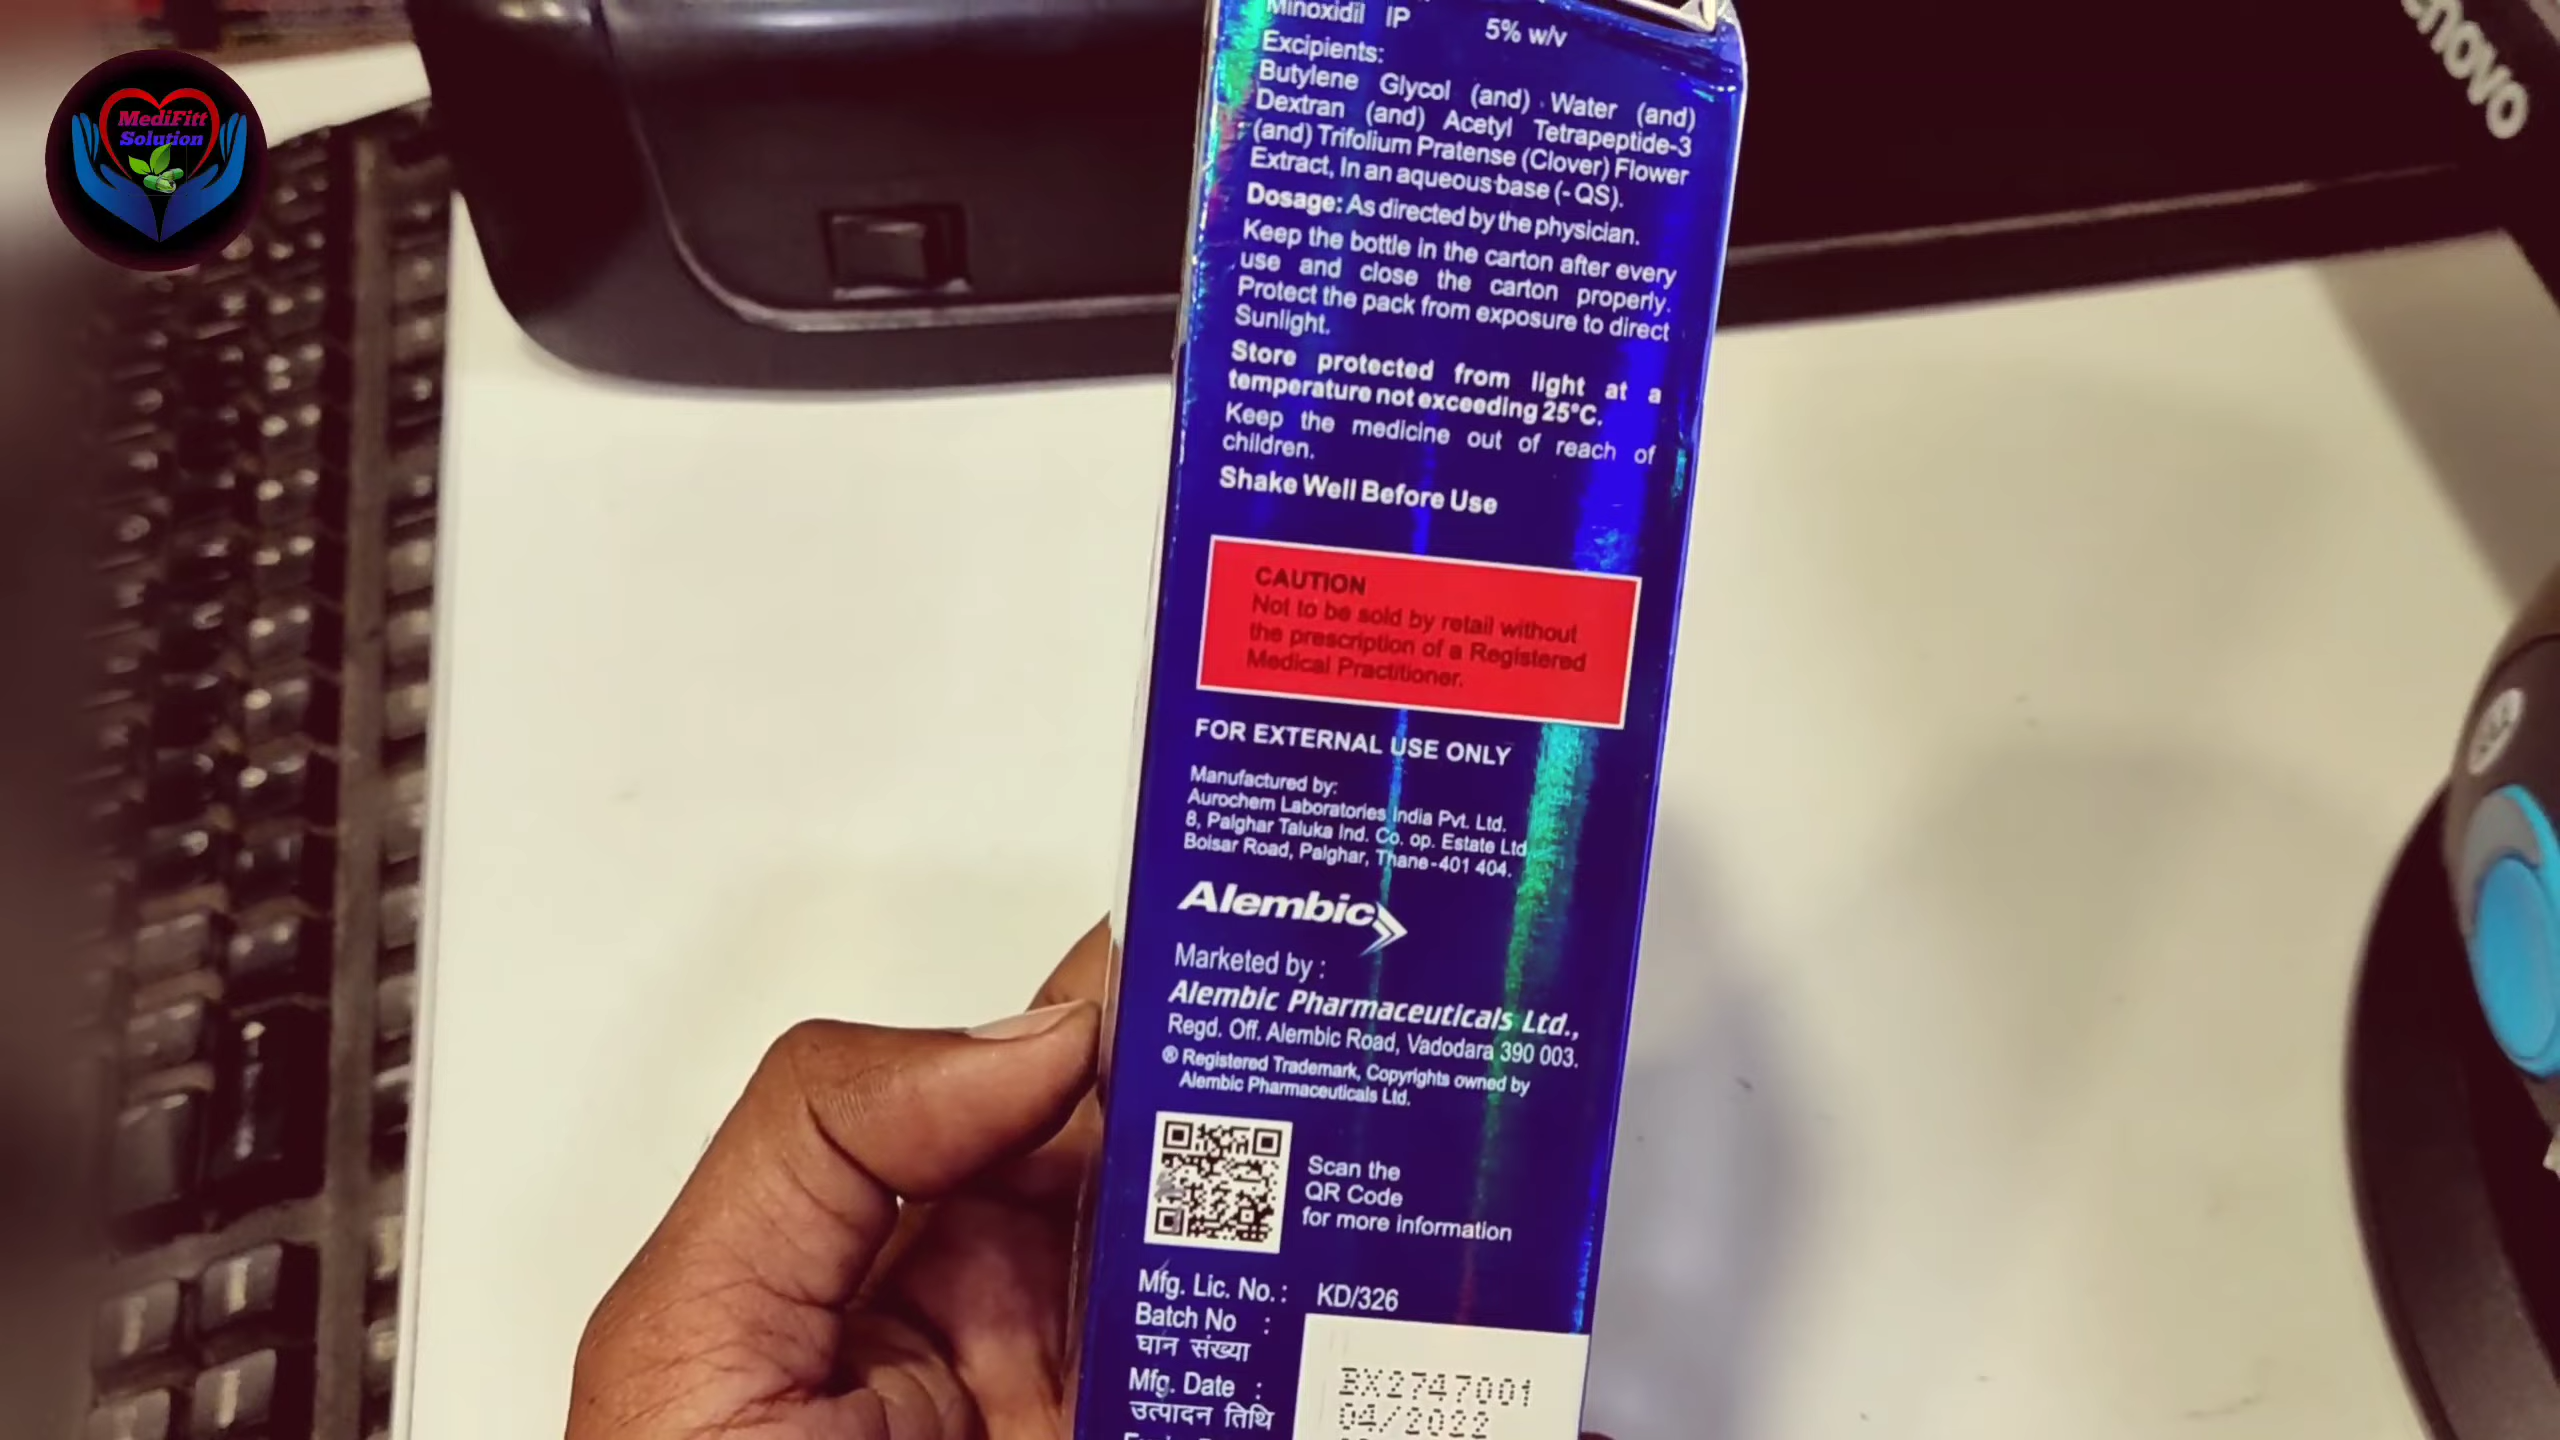 MediFitt
Solution
enovo
Minoxidil IP 5% w/v
Excipients:
Butylene Glycol (and) Water (and)
Dextran (and) Acetyl Tetrapeptide-3
(and) Trifolium Pratense (Clover) Flower
Extract, In an aqueous base (- QS).
Dosage: As directed by the physician.
Keep the bottle in the carton after every
use and close the carton properly.
Protect the pack from exposure to direct
Sunlight.
Store protected from light at a
temperature not exceeding 25°C.
Keep the medicine out of reach of
children.
Shake Well Before Use
CAUTION
Not to be sold by retail without
the prescription of a Registered
Medical Practitioner.
FOR EXTERNAL USE ONLY
Manufactured by:
Aurochem Laboratories India Pvt. Ltd.
8, Palghar Taluka Ind. Co. op. Estate Ltd
Boisar Road, Palghar, Thane-401 404.
Alembic
Marketed by :
Alembic Pharmaceuticals Ltd.,
Regd. Off. Alembic Road, Vadodara 390 003.
® Registered Trademark, Copyrights owned by
Alembic Pharmaceuticals Ltd.
Scan the
QR Code
for more information
Mfg. Lic. No. : KD/326
Batch No : BX2747001
घान संख्या
Mfg. Date : 04/2022
उत्पादन तिथि